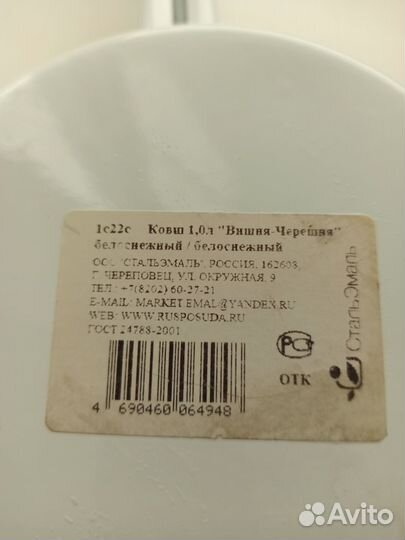 1с22с Ковш 1,0л "Вишня-Черешня"
белоснежный / белоснежный
ООО "СТАЛЬЭМАЛЬ", РОССИЯ, 162603,
Г. ЧЕРЕПОВЕЦ, УЛ. ОКРУЖНАЯ, 9
ТЕЛ.: +7(8202) 60-27-21
E-MAIL: MARKET EMAL@YANDEX.RU
WEB: WWW.RUSPOSUDA.RU
ГОСТ 24788-2001
РСТ
ОТК
СтальЭмаль
4 690460 064948
Avito